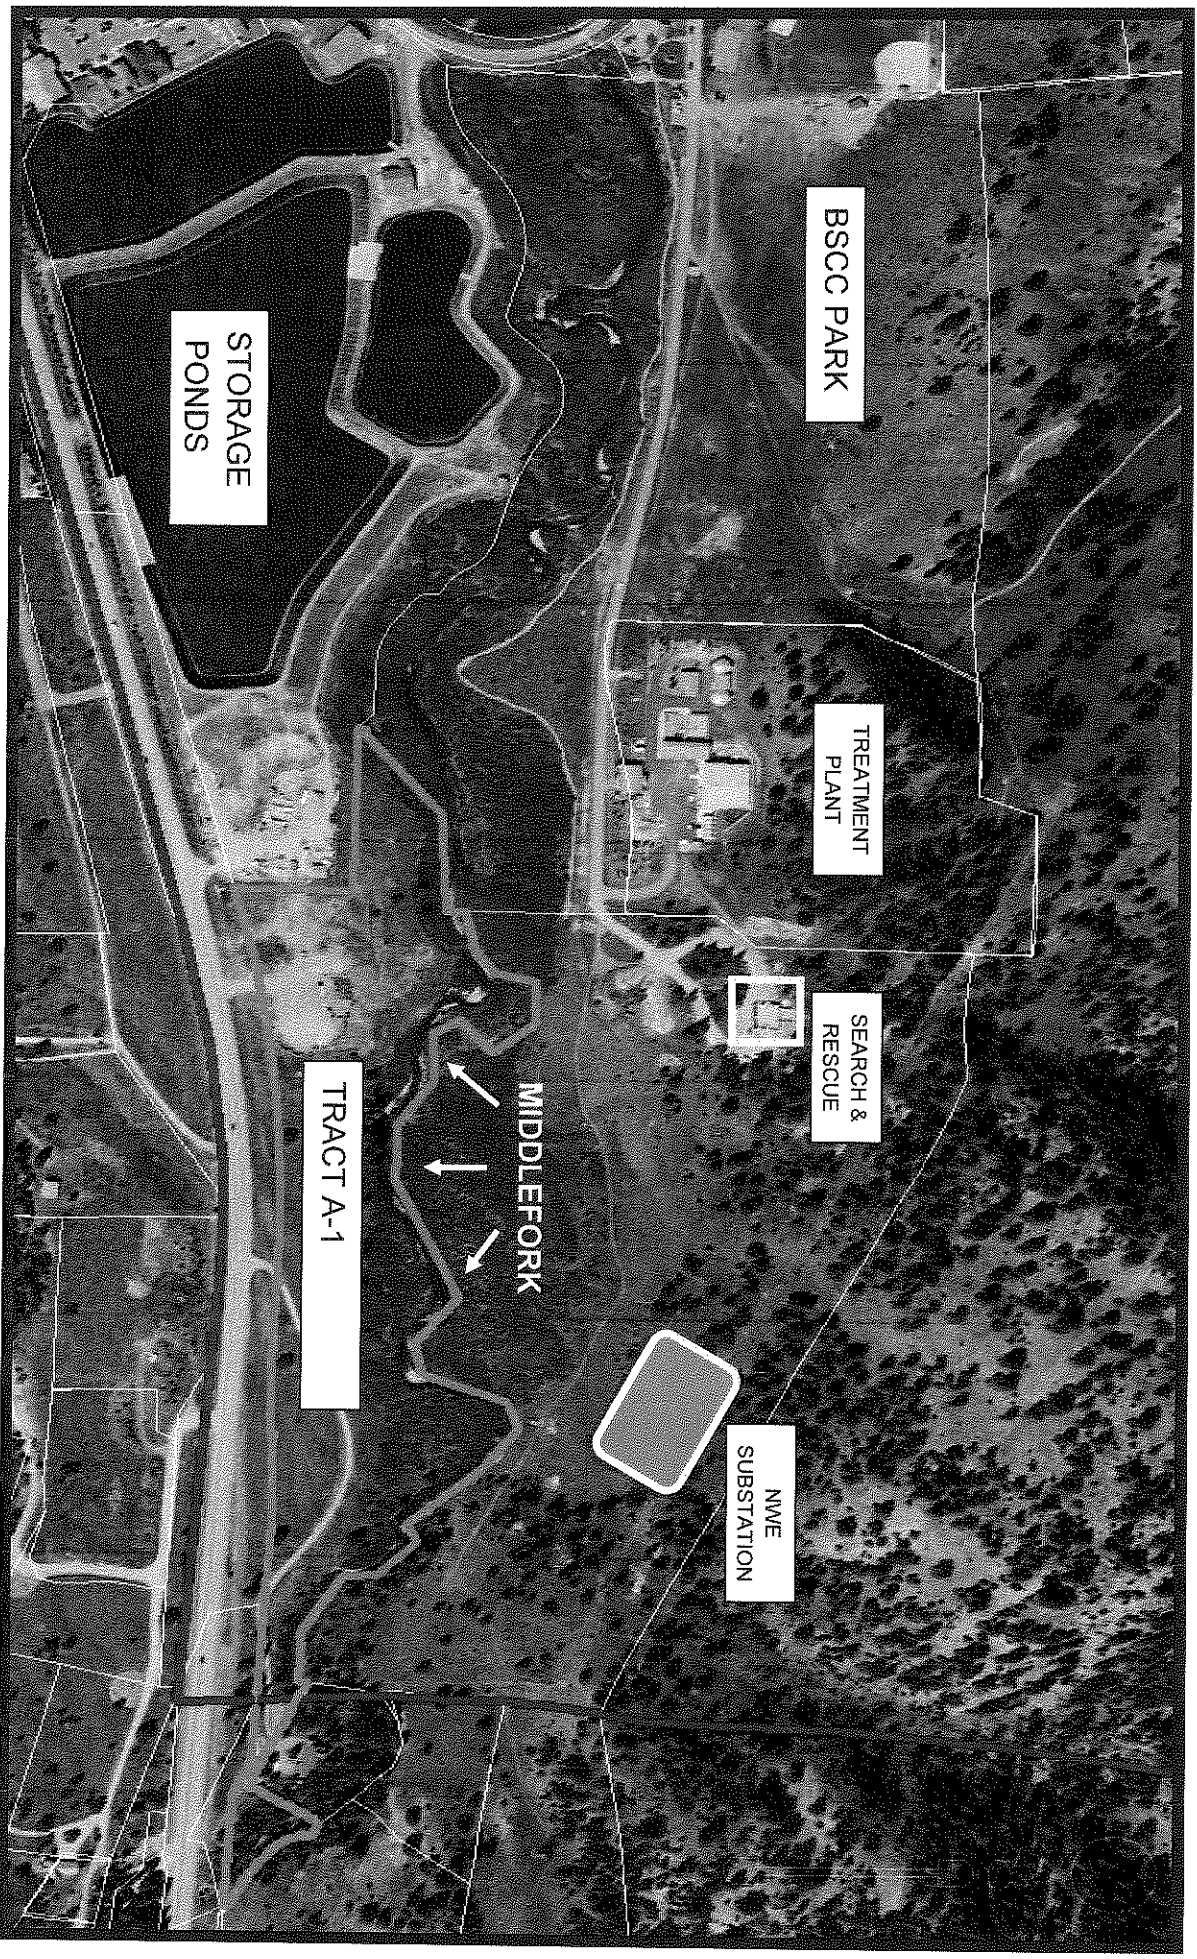 BSCC PARK
STORAGE
PONDS
TREATMENT
PLANT
SEARCH &
RESCUE
MIDDLEFORK
TRACT A-1
NWE
SUBSTATION